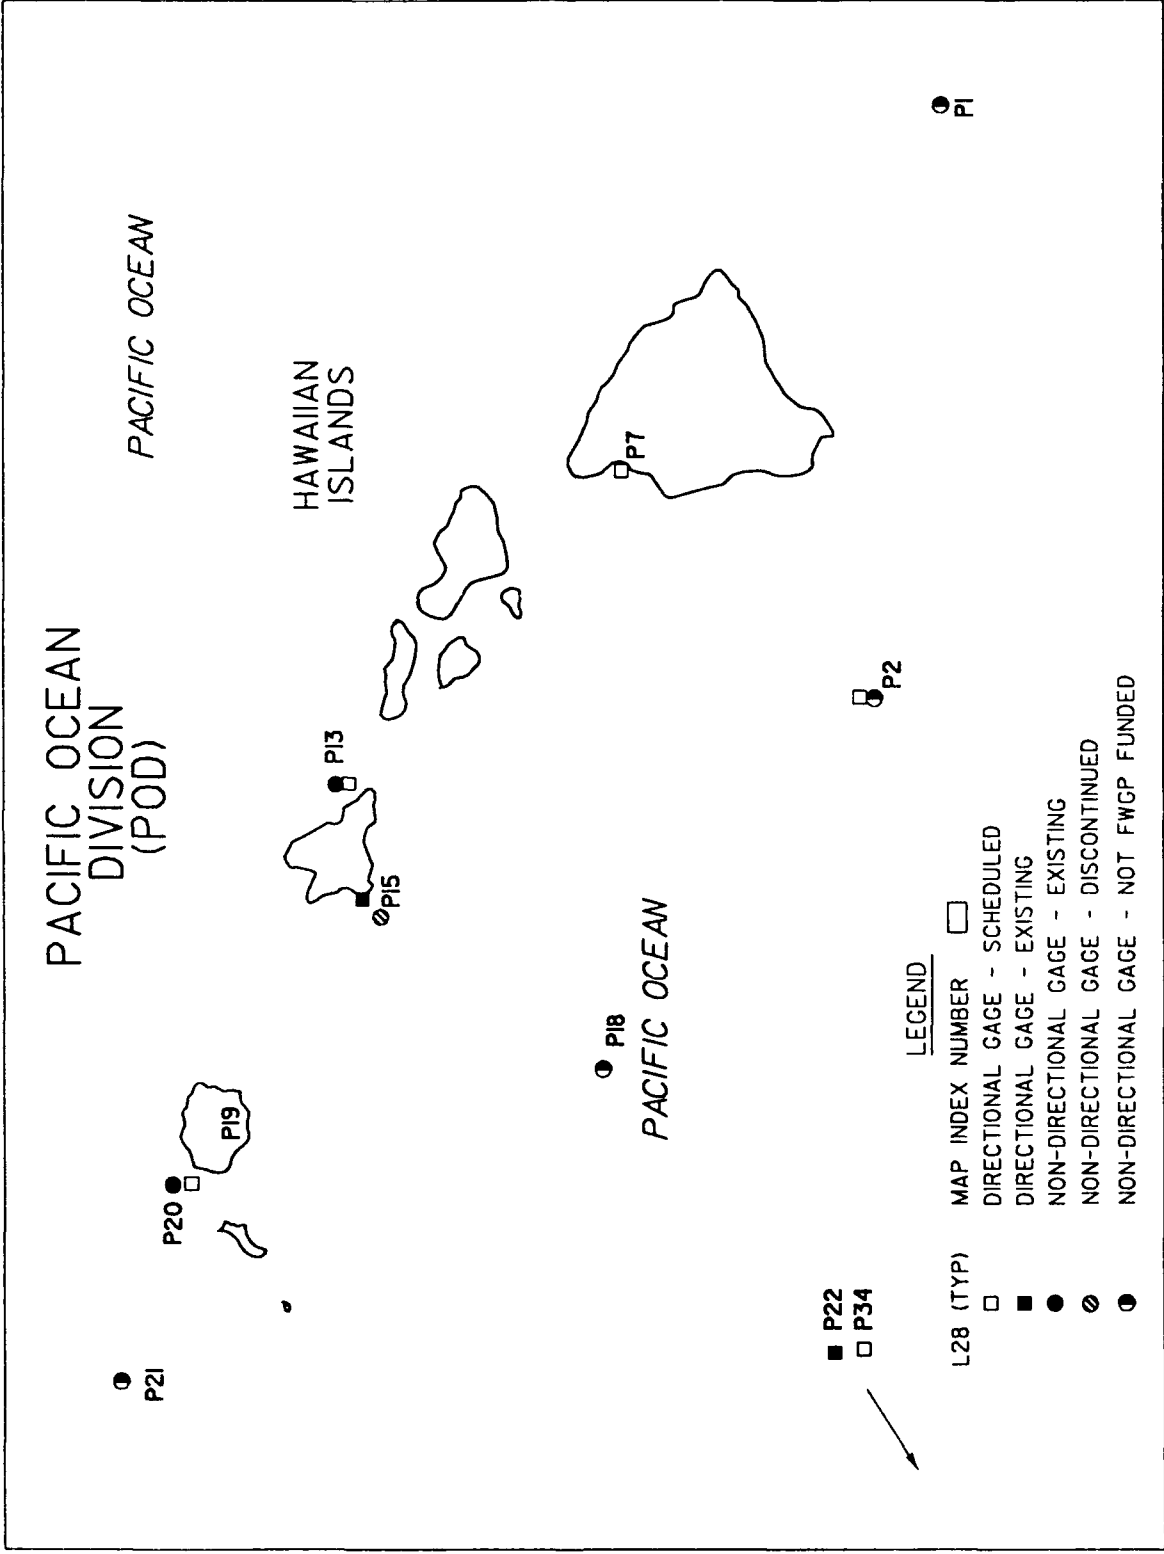 PACIFIC OCEAN
DIVISION
(POD)
PACIFIC OCEAN
HAWAIIAN
ISLANDS
P21
P20
P19
P13
P15
P7
P18
PACIFIC OCEAN
P2
P1
P22
P34
LEGEND
L28 (TYP) MAP INDEX NUMBER
DIRECTIONAL GAGE - SCHEDULED
DIRECTIONAL GAGE - EXISTING
NON-DIRECTIONAL GAGE - EXISTING
NON-DIRECTIONAL GAGE - DISCONTINUED
NON-DIRECTIONAL GAGE - NOT FWGP FUNDED